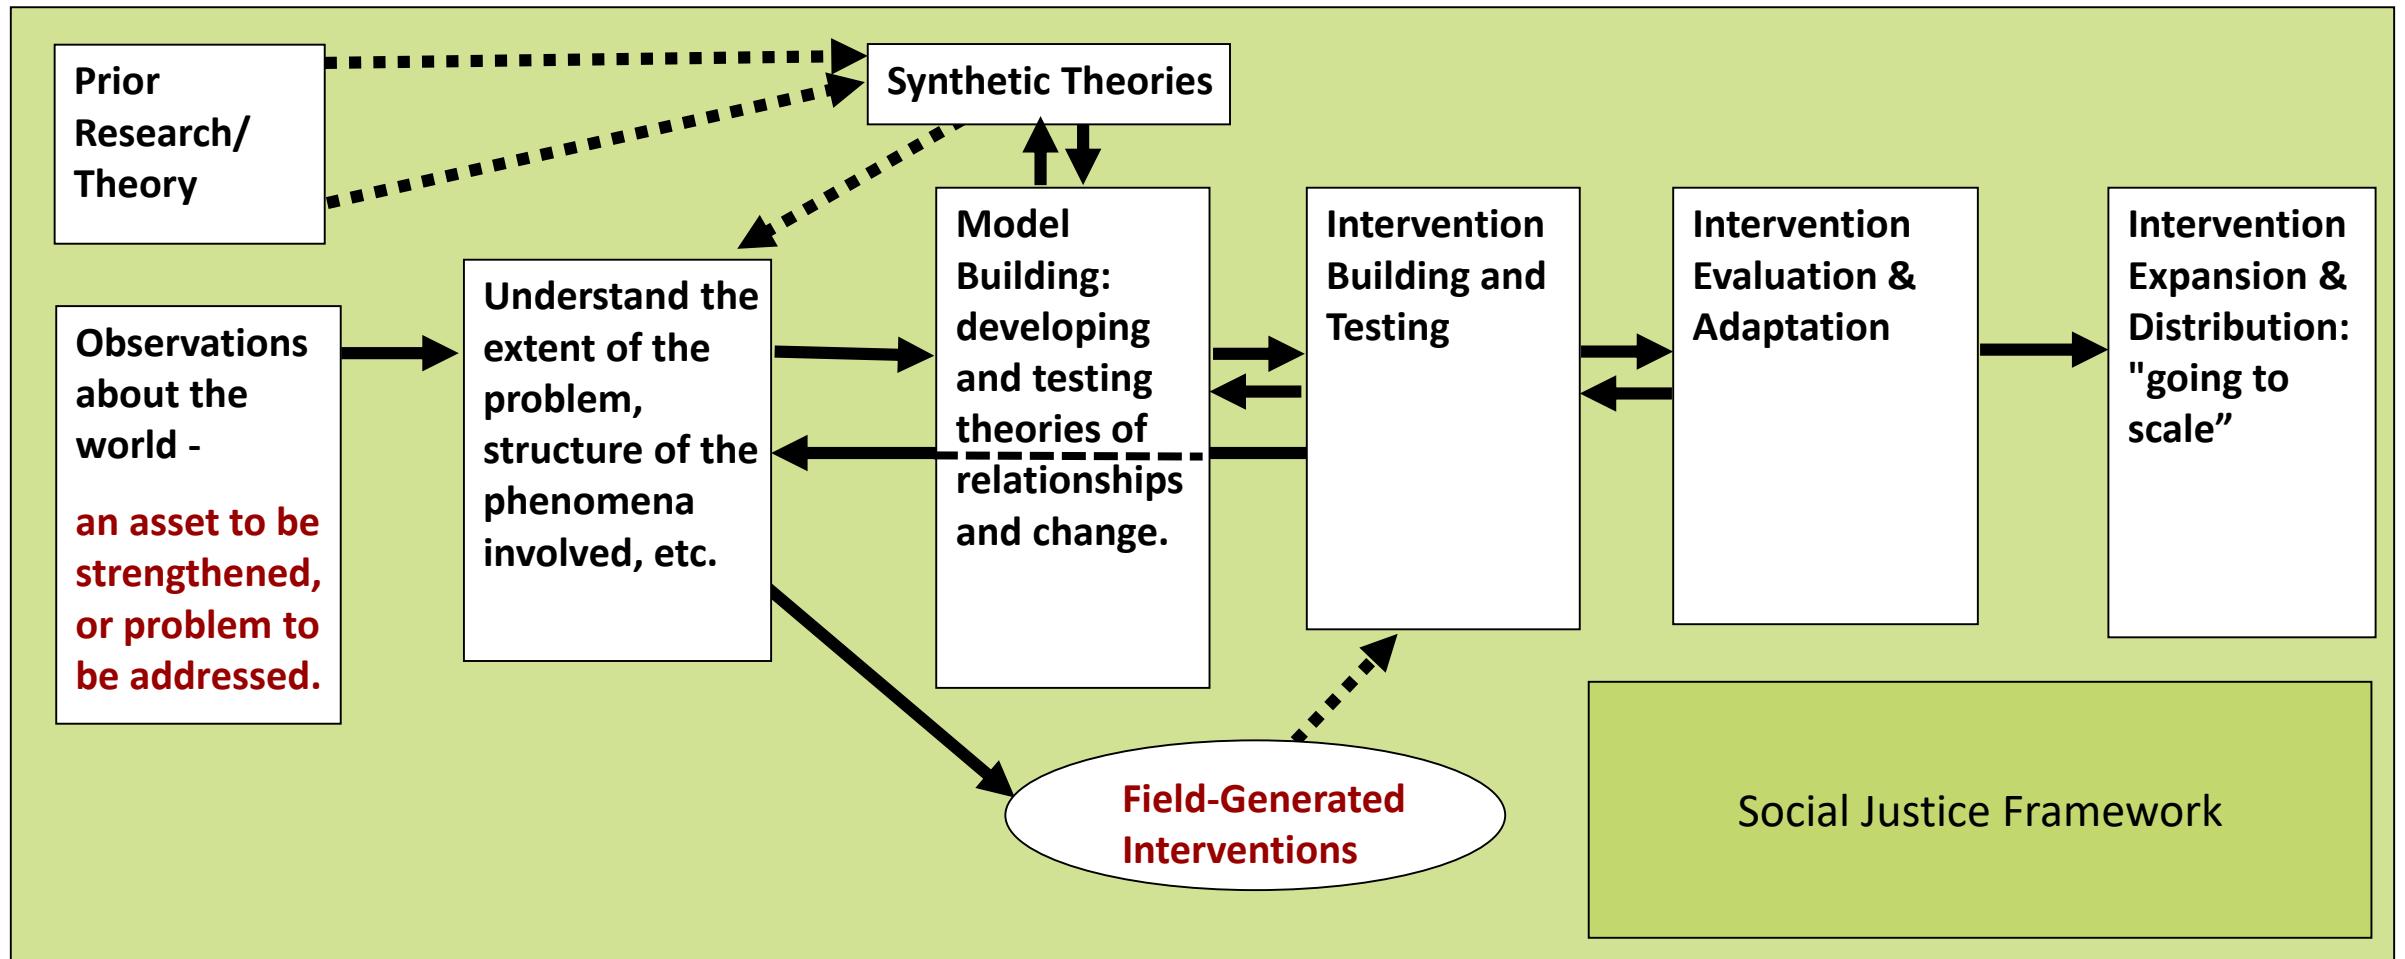 Prior
Research/
Theory
Synthetic Theories
Observations
about the
world -
an asset to be
strengthened,
or problem to
be addressed.
Understand the
extent of the
problem,
structure of the
phenomena
involved, etc.
Model
Building:
developing
and testing
theories of
relationships
and change.
Intervention
Building and
Testing
Intervention
Evaluation &
Adaptation
Intervention
Expansion &
Distribution:
"going to
scale”
Field-Generated
Interventions
Social Justice Framework